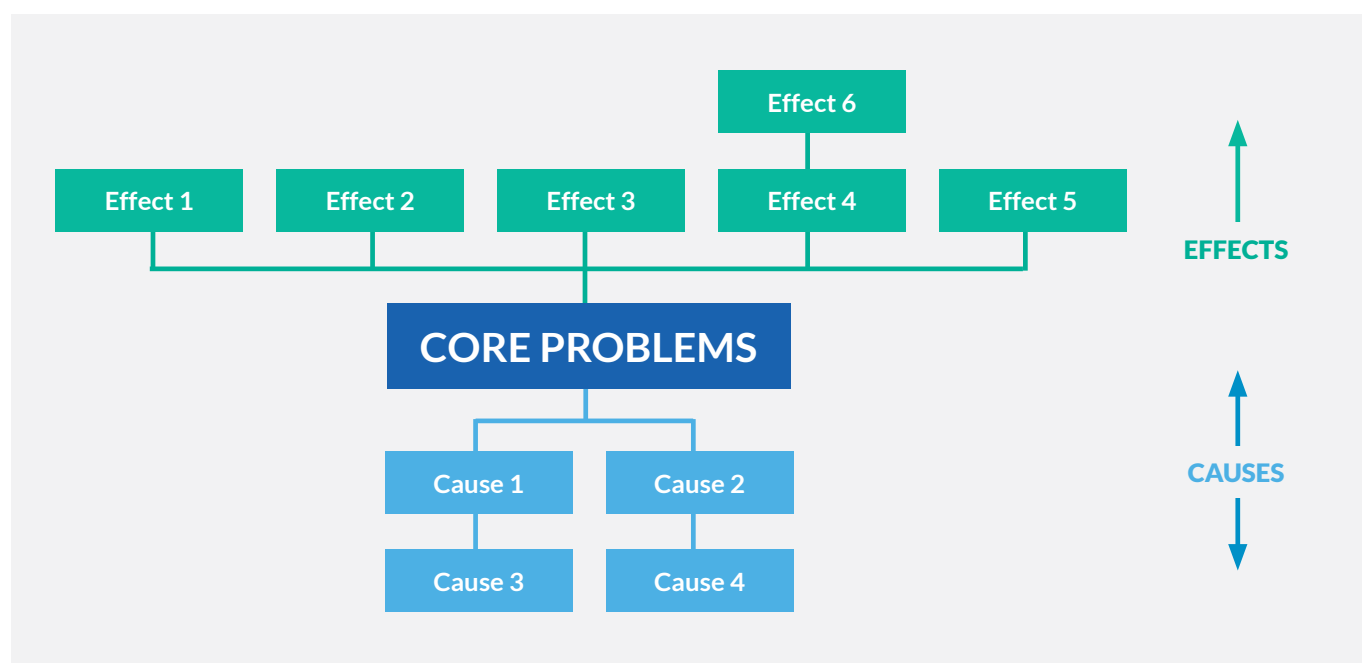 Effect 6
Effect 1
Effect 2
Effect 3
Effect 4
Effect 5
EFFECTS
CORE PROBLEMS
Cause 1
Cause 2
CAUSES
Cause 3
Cause 4